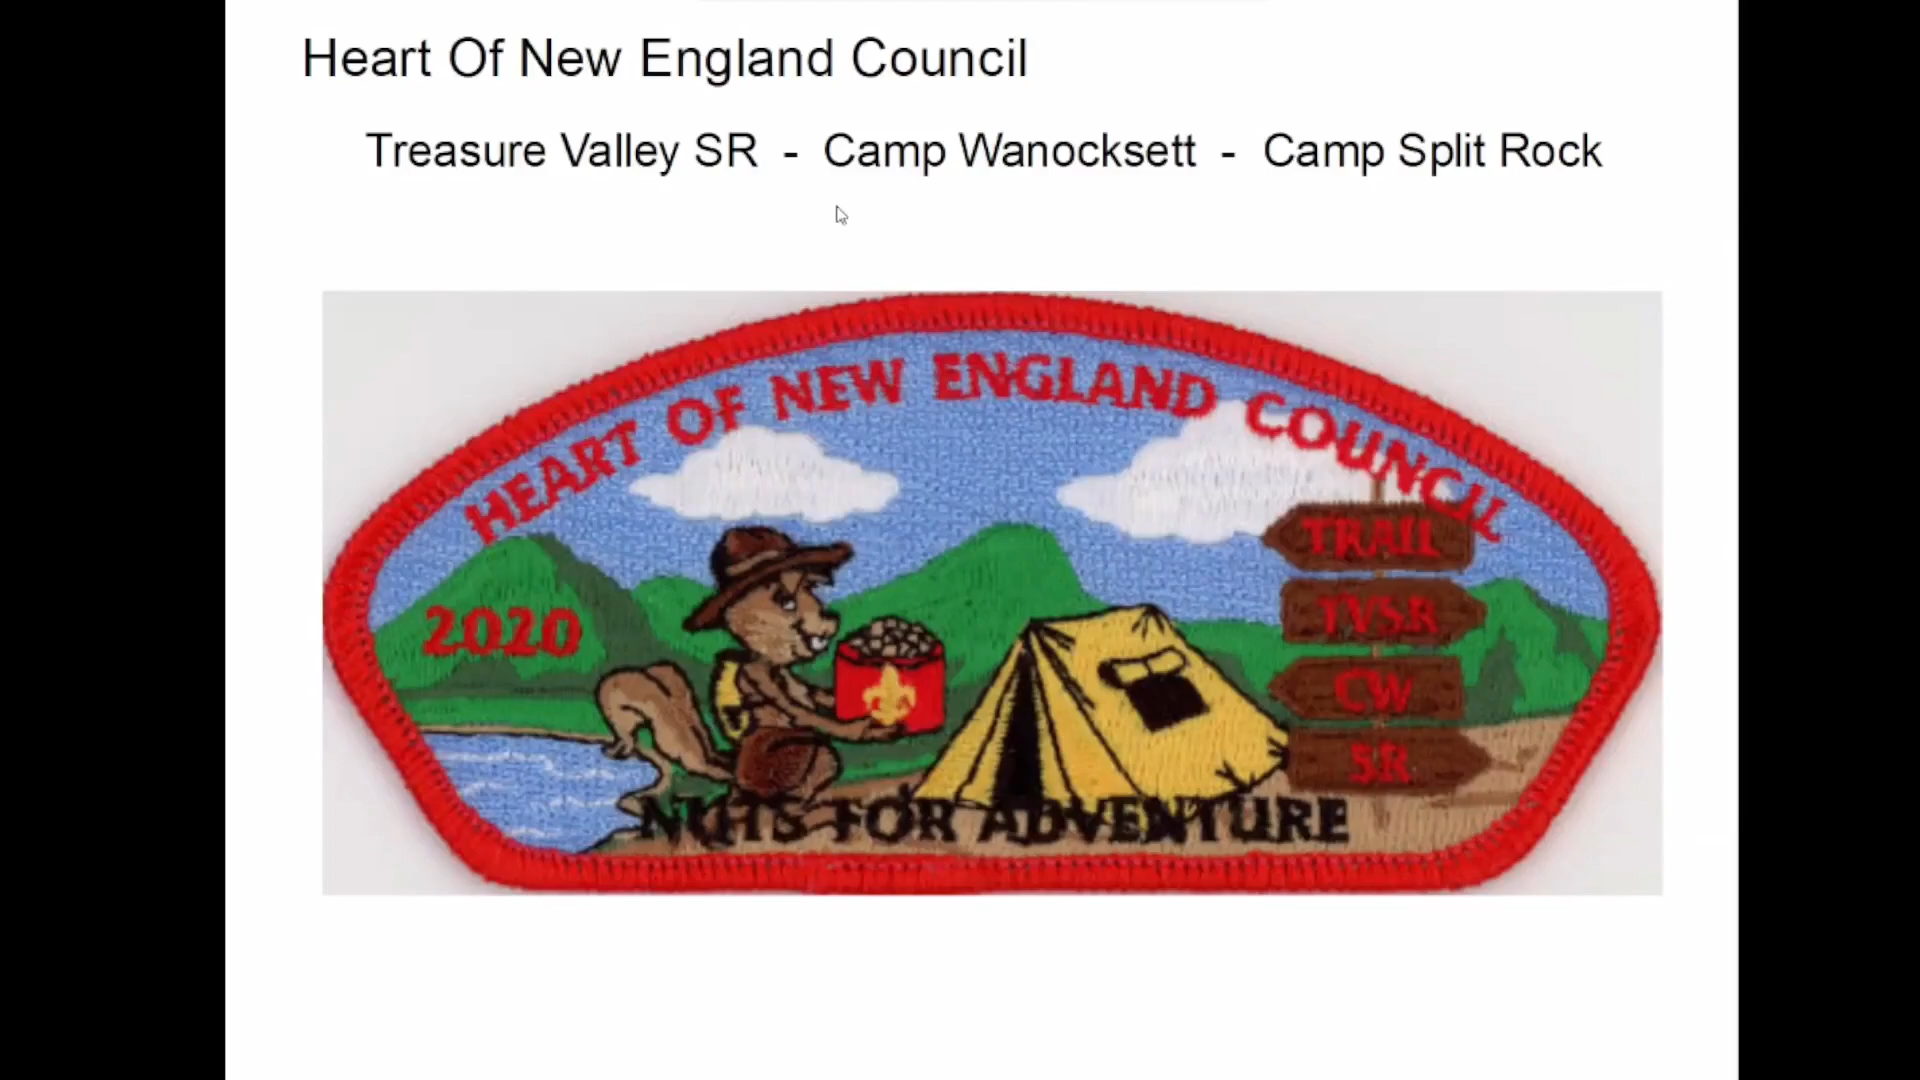 Heart Of New England Council
Treasure Valley SR - Camp Wanocksett - Camp Split Rock
HEART OF NEW ENGLAND COUNCIL
TRAIL
2020
TVSR
CW
SR
NUTS FOR ADVENTURE